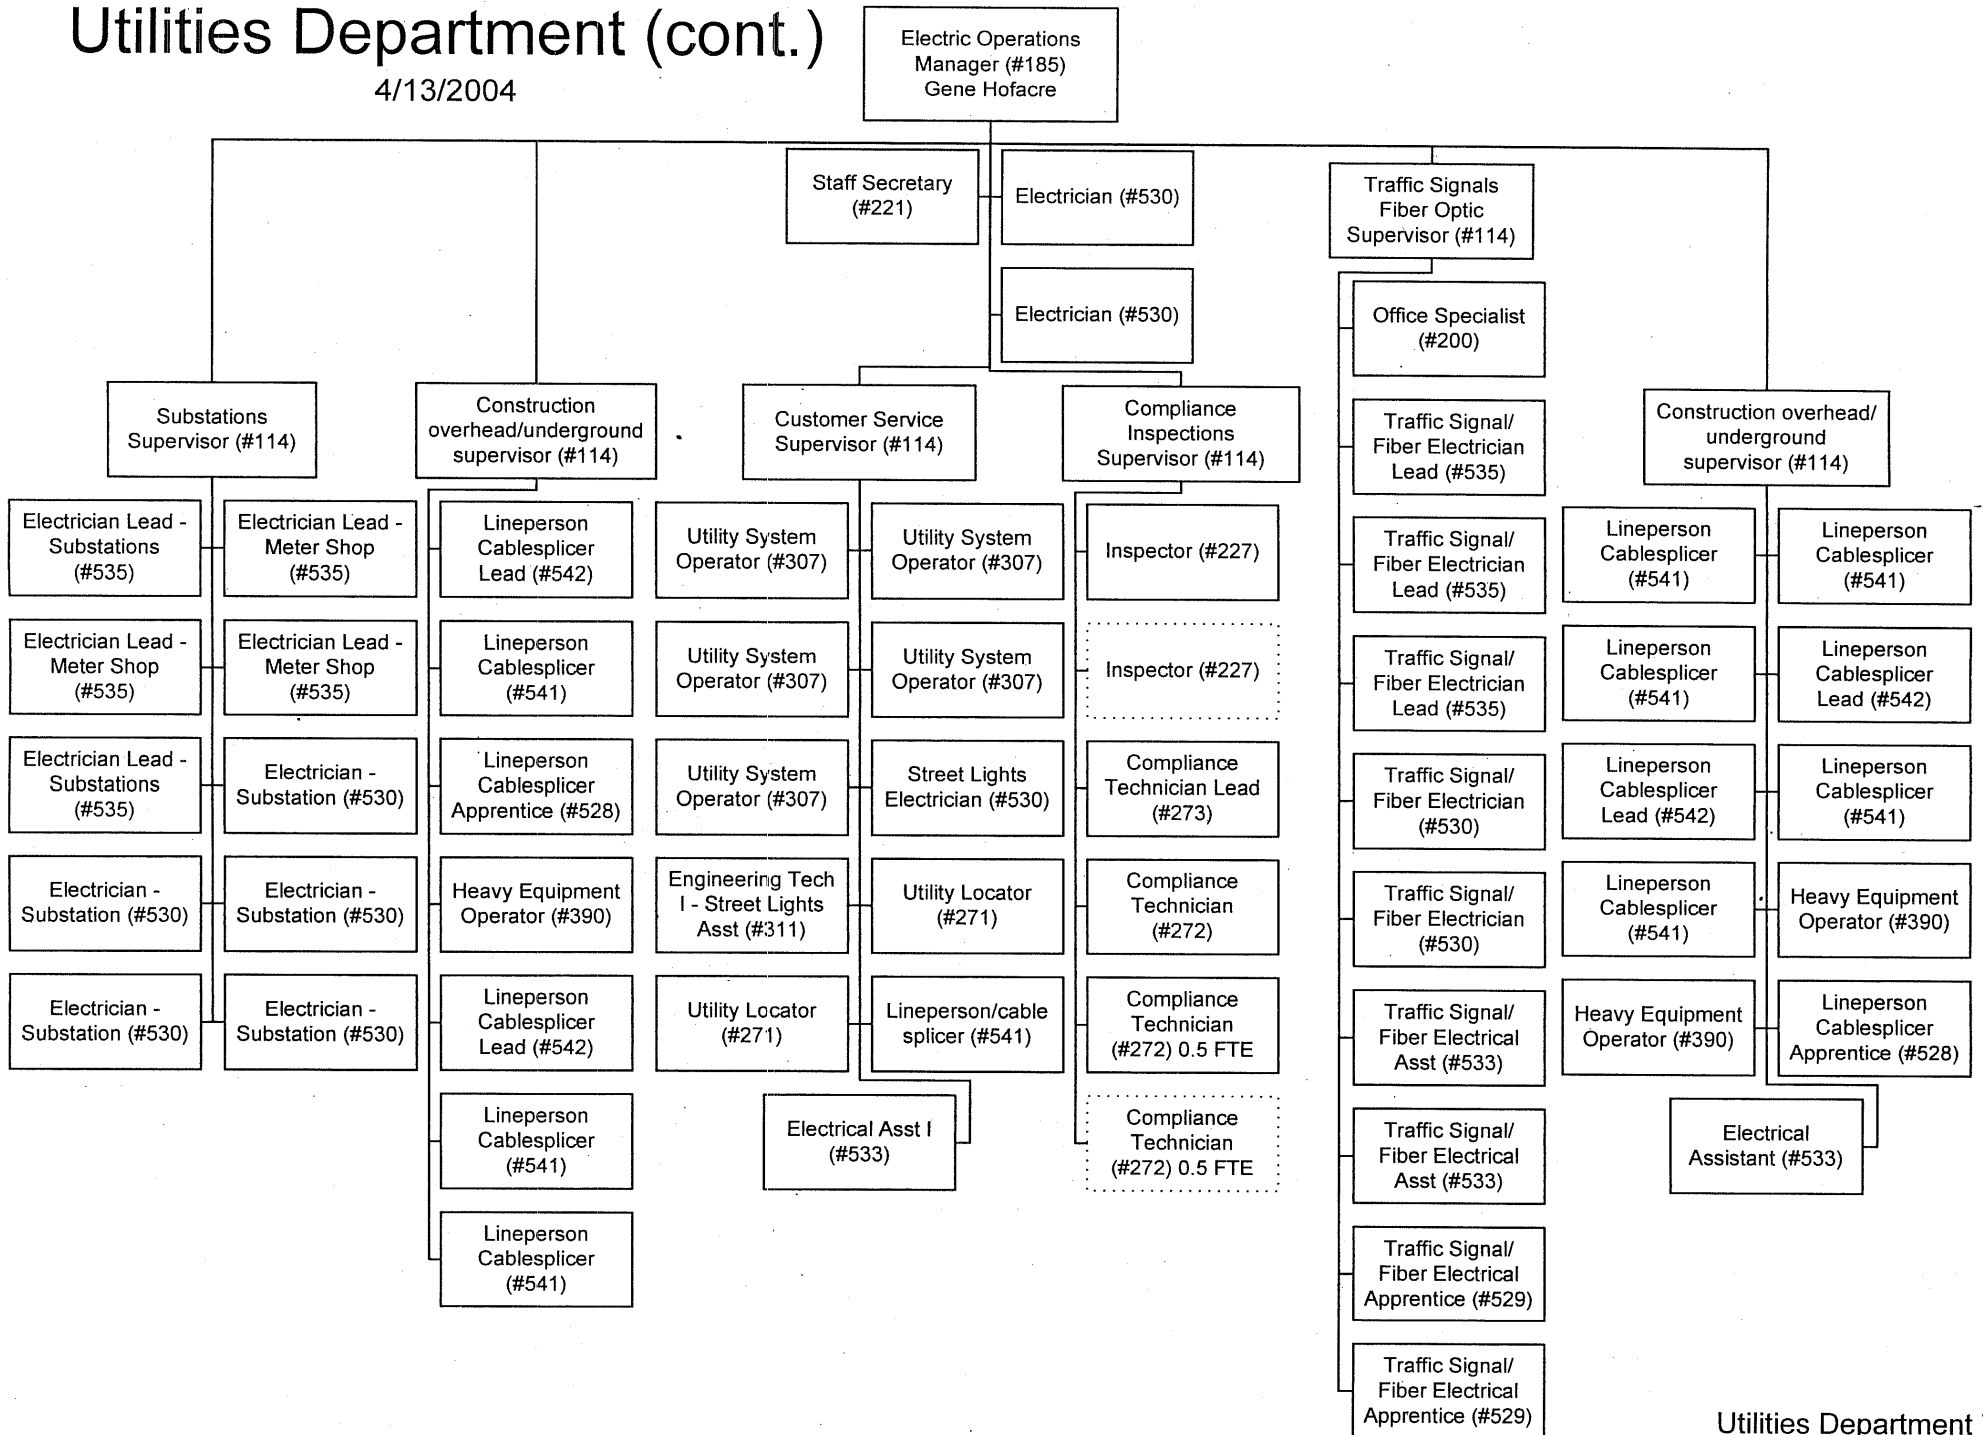 Utilities Department (cont.)
4/13/2004
Electric Operations
Manager (#185)
Gene Hofacre
Staff Secretary
(#221)
Electrician (#530)
Electrician (#530)
Substations
Supervisor (#114)
Electrician Lead -
Substations
(#535)
Electrician Lead -
Meter Shop
(#535)
Electrician Lead -
Meter Shop
(#535)
Electrician Lead -
Meter Shop
(#535)
Electrician Lead -
Substations
(#535)
Electrician -
Substation (#530)
Electrician -
Substation (#530)
Electrician -
Substation (#530)
Electrician -
Substation (#530)
Electrician -
Substation (#530)
Construction
overhead/underground
supervisor (#114)
Lineperson
Cablesplicer
Lead (#542)
Lineperson
Cablesplicer
(#541)
Lineperson
Cablesplicer
Apprentice (#528)
Heavy Equipment
Operator (#390)
Lineperson
Cablesplicer
Lead (#542)
Lineperson
Cablesplicer
(#541)
Lineperson
Cablesplicer
(#541)
Customer Service
Supervisor (#114)
Utility System
Operator (#307)
Utility System
Operator (#307)
Utility System
Operator (#307)
Utility System
Operator (#307)
Utility System
Operator (#307)
Street Lights
Electrician (#530)
Engineering Tech
I - Street Lights
Asst (#311)
Utility Locator
(#271)
Utility Locator
(#271)
Lineperson/cable
splicer (#541)
Electrical Asst I
(#533)
Compliance
Inspections
Supervisor (#114)
Inspector (#227)
Inspector (#227)
Compliance
Technician Lead
(#273)
Compliance
Technician
(#272)
Compliance
Technician
(#272) 0.5 FTE
Compliance
Technician
(#272) 0.5 FTE
Traffic Signals
Fiber Optic
Supervisor (#114)
Office Specialist
(#200)
Traffic Signal/
Fiber Electrician
Lead (#535)
Traffic Signal/
Fiber Electrician
Lead (#535)
Traffic Signal/
Fiber Electrician
Lead (#535)
Traffic Signal/
Fiber Electrician
(#530)
Traffic Signal/
Fiber Electrician
(#530)
Traffic Signal/
Fiber Electrical
Asst (#533)
Traffic Signal/
Fiber Electrical
Asst (#533)
Traffic Signal/
Fiber Electrical
Apprentice (#529)
Traffic Signal/
Fiber Electrical
Apprentice (#529)
Construction overhead/
underground
supervisor (#114)
Lineperson
Cablesplicer
(#541)
Lineperson
Cablesplicer
(#541)
Lineperson
Cablesplicer
(#541)
Lineperson
Cablesplicer
Lead (#542)
Lineperson
Cablesplicer
Lead (#542)
Lineperson
Cablesplicer
(#541)
Lineperson
Cablesplicer
(#541)
Heavy Equipment
Operator (#390)
Heavy Equipment
Operator (#390)
Lineperson
Cablesplicer
Apprentice (#528)
Electrical
Assistant (#533)
Utilities Department